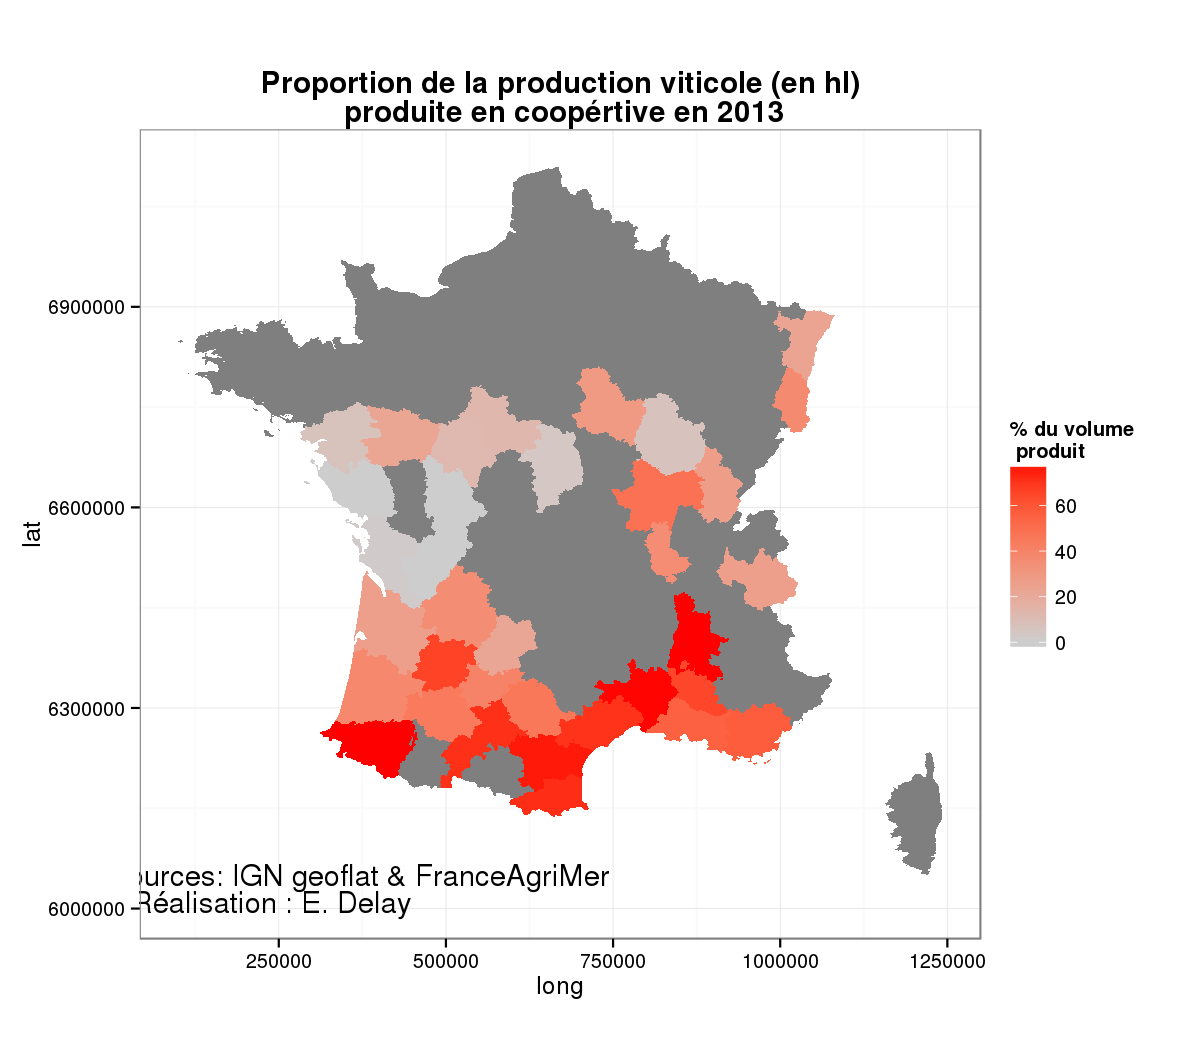 Proportion de la production viticole (en hl)
produite en coopértive en 2013
% du volume
produit
60
40
20
0
lat
6900000
6600000
6300000
6000000
urces: IGN geoflat & FranceAgriMer
Réalisation : E. Delay
250000
500000
750000
1000000
1250000
long